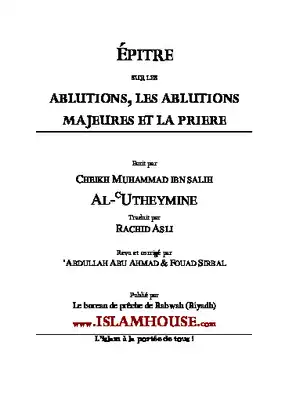 ÉPITRE
SUR LES
ABLUTIONS, LES ABLUTIONS
MAJEURES ET LA PRIERE
Ecrit par
CHEIKH MUHAMMAD IBN SALIH
AL-ᶜUTHEYMINE
Traduit par
RACHID ASLI
Revu et corrigé par
'ABDULLAH ABU AHMAD & FOUAD SIRBAL
Publié par
Le bureau de prêche de Rabwah (Riyadh)
www.ISLAMHOUSE.com
L'islam à la portée de tous !